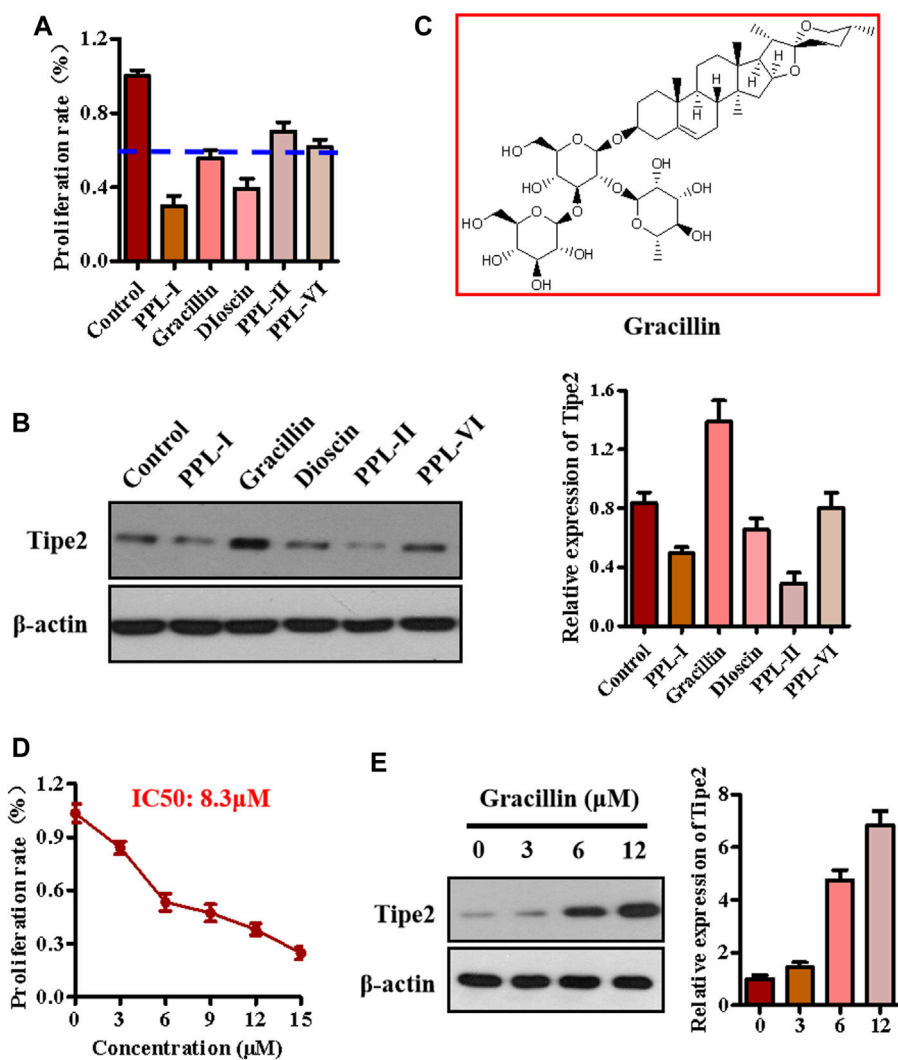 A
Proliferation rate (%)
1.2
0.8
0.4
0.0
Control
PPL-I
Gracillin
DIoscin
PPL-II
PPL-VI
C
O
O
H
H
H
H
HO
O
O
O
OH
HO
OH
OH
HO
O
O
O
OH
HO
OH
OH
Gracillin
B
Control
PPL-I
Gracillin
Dioscin
PPL-II
PPL-VI
Tipe2
β-actin
Relative expression of Tipe2
1.6
1.2
0.8
0.4
0.0
Control
PPL-I
Gracillin
DIoscin
PPL-II
PPL-VI
D
Proliferation rate (%)
1.2
0.9
0.6
0.3
0.0
IC50: 8.3μM
0 3 6 9 12 15
Concentration (μM)
E
Gracillin (μM)
0 3 6 12
Tipe2
β-actin
Relative expression of Tipe2
8
6
4
2
0
0 3 6 12